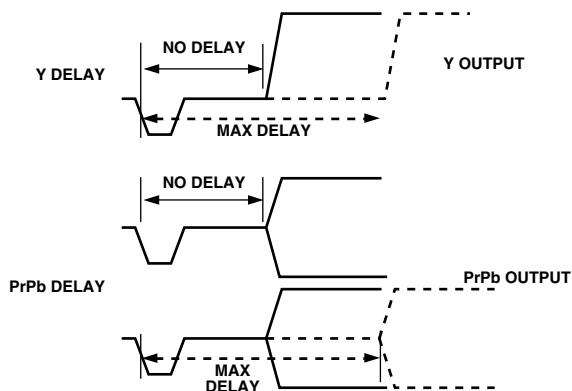 NO DELAY
Y DELAY
Y OUTPUT
MAX DELAY
NO DELAY
PrPb DELAY
PrPb OUTPUT
MAX
DELAY